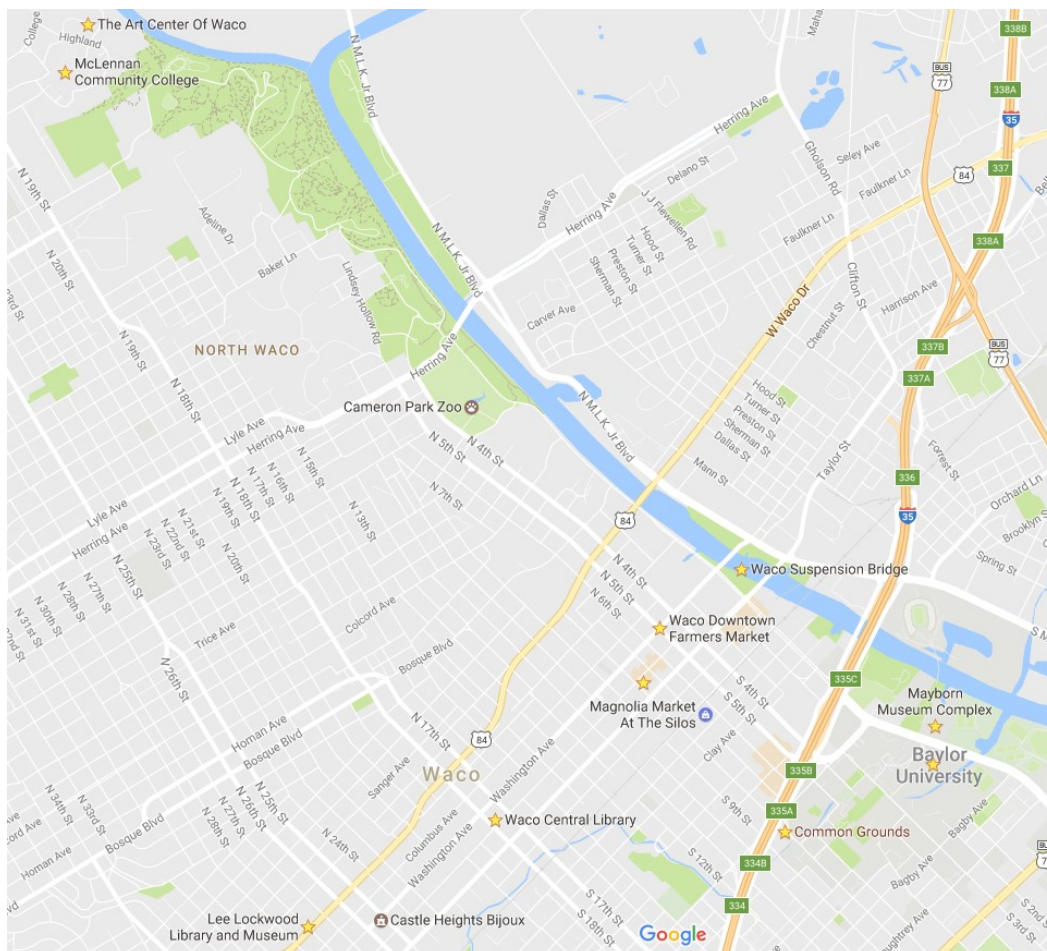 The Art Center Of Waco
College
Highland
McLennan
Community College
N M.L.K. Jr Blvd
Maha
338B
BUS
77
338A
35
Herring Ave
337
Seley Ave
84
Gholson Rd
Delano St
Faulkner Ln
Bel
N 19th St
Dallas St
J J Flewellen Rd
Herring Ave
Faulkner Ln
Adeline Dr
Hood St
Turner St
Preston St
Sherman St
338A
N 20th St
N M.L.K. Jr Blvd
Baker Ln
Lindsey Hollow Rd
Clifton St
Harrison Ave
23rd St
Carver Ave
W Waco Dr
Chestnut St
N 19th St
NORTH WACO
Herring Ave
337B
BUS
77
337A
N 18th St
Cameron Park Zoo
N M.L.K. Jr Blvd
Hood St
Turner St
Preston St
Sherman St
Dallas St
Lyle Ave
Herring Ave
N 4th St
N 5th St
Taylor St
Forrest St
N 15th St
N 16th St
N 17th St
N 18th St
N 19th St
Mann St
336
Orchard Ln
N 7th St
N 13th St
Lyle Ave
Herring Ave
84
35
Brooklyn S
N 21st St
N 22nd St
N 23rd St
N 20th St
Spring St
N 4th St
N 5th St
N 6th St
Waco Suspension Bridge
N 25th St
N 27th St
N 28th St
N 30th St
N 31st St
32nd St
Colcord Ave
Trice Ave
Waco Downtown
Farmers Market
S M
Bosque Blvd
N 26th St
335C
S 4th St
S 5th St
Magnolia Market
At The Silos
Mayborn
Museum Complex
Homan Ave
Bosque Blvd
N 17th St
84
Clay Ave
Baylor
University
Sanger Ave
Waco
Washington Ave
335B
N 34th St
N 33rd St
N 25th St
N 26th St
N 27th St
N 28th St
S 9th St
335A
Bagby Ave
Colcord Ave
Bosque Blvd
Homan Ave
N 24th St
Columbus Ave
Washington Ave
Waco Central Library
Common Grounds
S 12th St
334B
Bagby Ave
BU
77
Lee Lockwood
Library and Museum
Castle Heights Bijoux
S 17th St
S 18th St
Google
334
ughtrey Ave
S 2nd St
S 3rd St